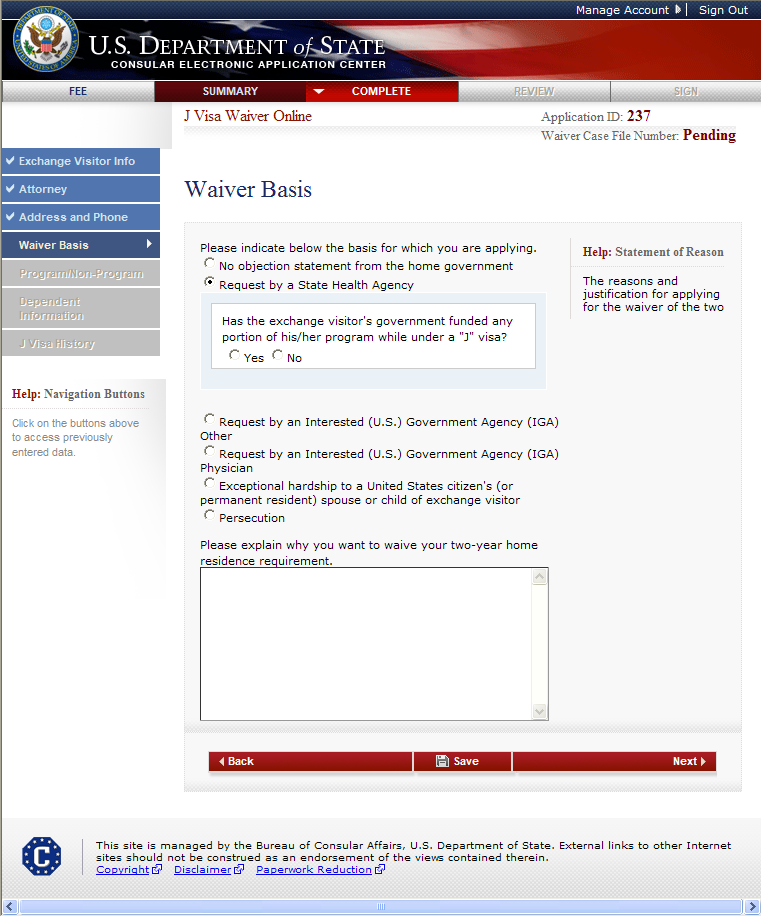 Manage Account Sign Out
U.S. DEPARTMENT of STATE
CONSULAR ELECTRONIC APPLICATION CENTER
FEE SUMMARY COMPLETE REVIEW SIGN
J Visa Waiver Online
Application ID: 237
Waiver Case File Number: Pending
Exchange Visitor Info
Attorney
Address and Phone
Waiver Basis
Program/Non-Program
Dependent
Information
J Visa History
Help: Navigation Buttons
Click on the buttons above
to access previously
entered data.
Waiver Basis
Please indicate below the basis for which you are applying.
No objection statement from the home government
Request by a State Health Agency
Has the exchange visitor's government funded any
portion of his/her program while under a "J" visa?
Yes No
Request by an Interested (U.S.) Government Agency (IGA)
Other
Request by an Interested (U.S.) Government Agency (IGA)
Physician
Exceptional hardship to a United States citizen's (or
permanent resident) spouse or child of exchange visitor
Persecution
Please explain why you want to waive your two-year home
residence requirement.
Help: Statement of Reason
The reasons and
justification for applying
for the waiver of the two
Back Save Next
C
This site is managed by the Bureau of Consular Affairs, U.S. Department of State. External links to other Internet
sites should not be construed as an endorsement of the views contained therein.
Copyright Disclaimer Paperwork Reduction